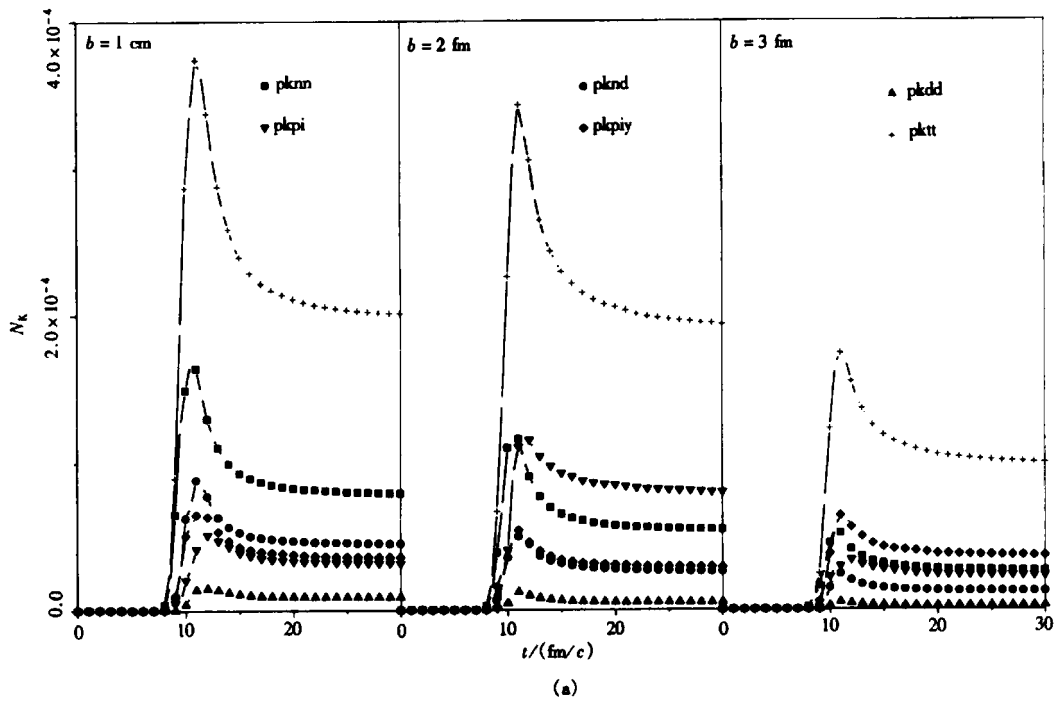 4.0×10⁻⁴
2.0×10⁻⁴
0.0
N_K
b = 1 cm
pknn
pkpi
b = 2 fm
pknd
pkpiy
b = 3 fm
pkdd
pktt
0 10 20 0 10 20 0 10 20 30
t/(fm/c)
(a)